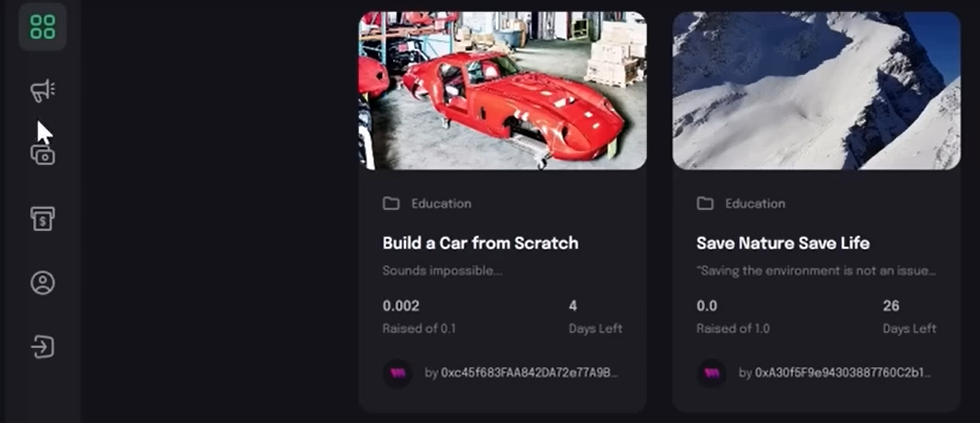 Education
Build a Car from Scratch
Sounds impossible...
0.002
4
Raised of 0.1
Days Left
by 0xc45f683FAA842DA72e77A9B...
Education
Save Nature Save Life
"Saving the environment is not an issue...
0.0
26
Raised of 1.0
Days Left
by 0xA30f5F9e94303887760C2b1...